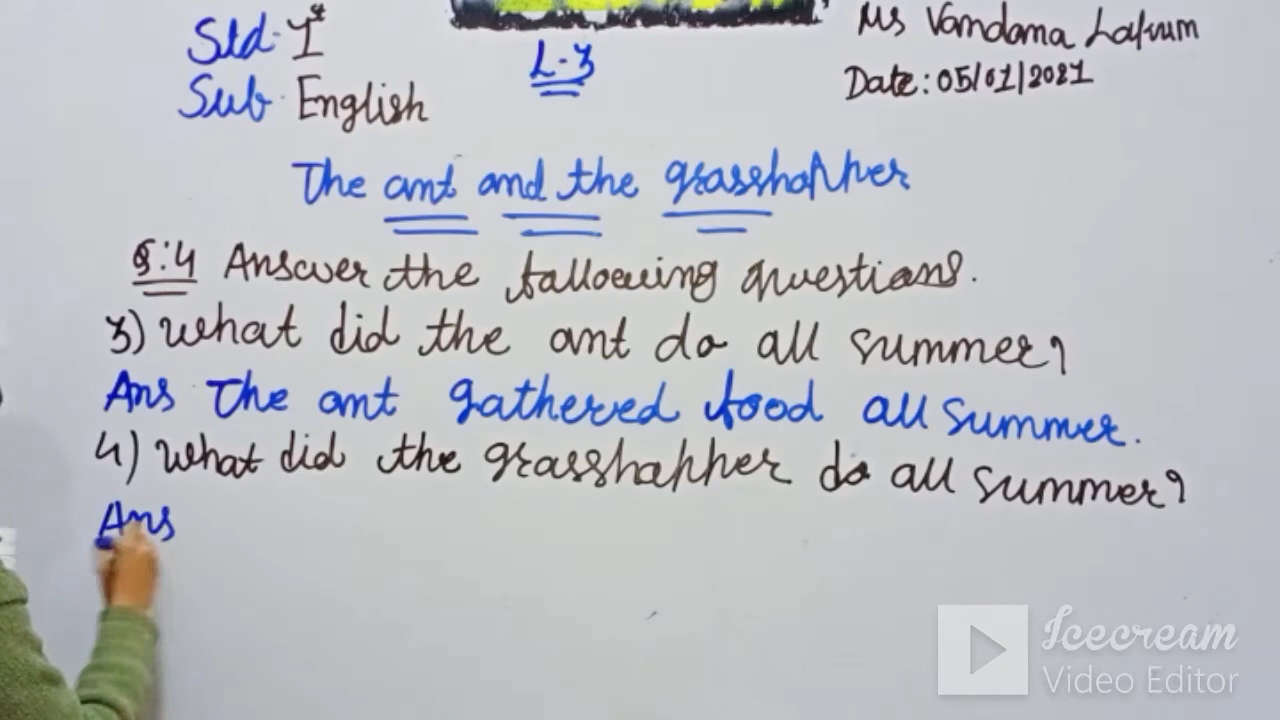 Std-1st
Sub. English
L-3
Ms Vandana Lakum
Date: 05/01/2021
The ant and the grasshopper
Q:4 Answer the following questions.
3) What did the ant do all summer?
Ans The ant gathered food all summer.
4) What did the grasshopper do all summer?
Ans
Icecream
Video Editor